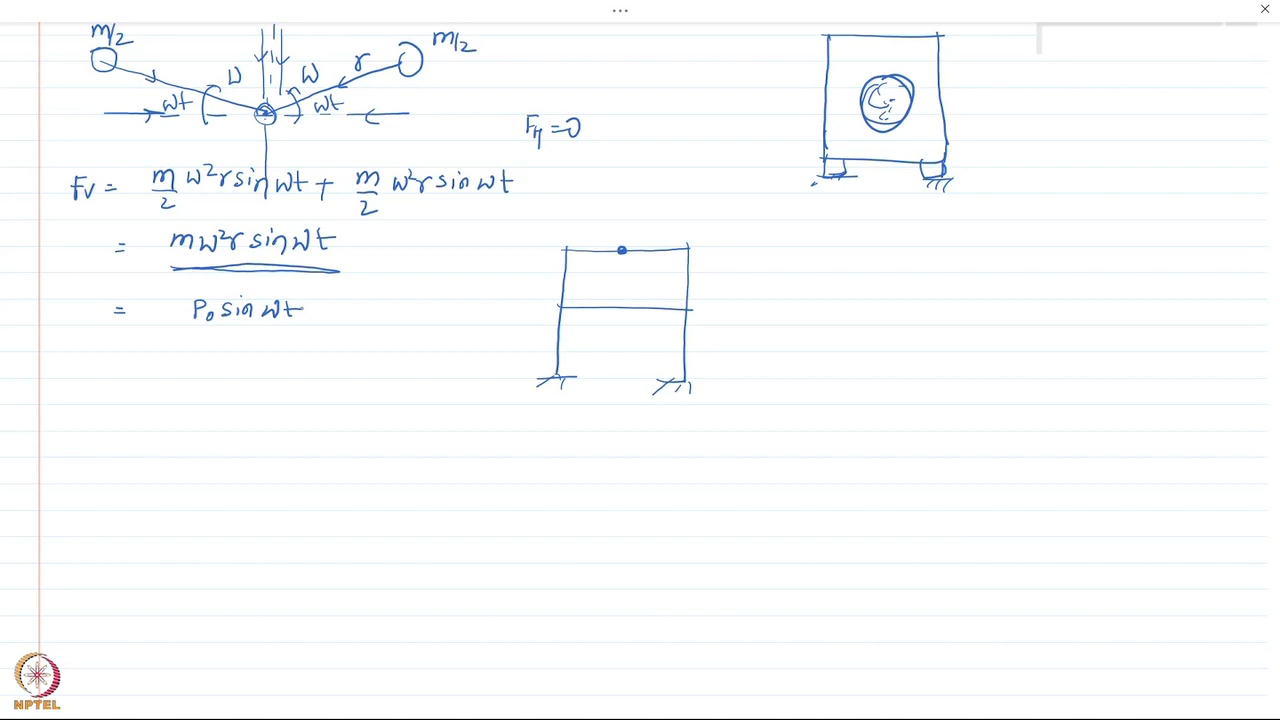 m/2
m/2
ω ω r
ωt ωt
F_H = 0
F_V = m/2 ω²r sin ωt + m/2 ω²r sin ωt
= mω²r sin ωt
= P₀ sin ωt
NPTEL